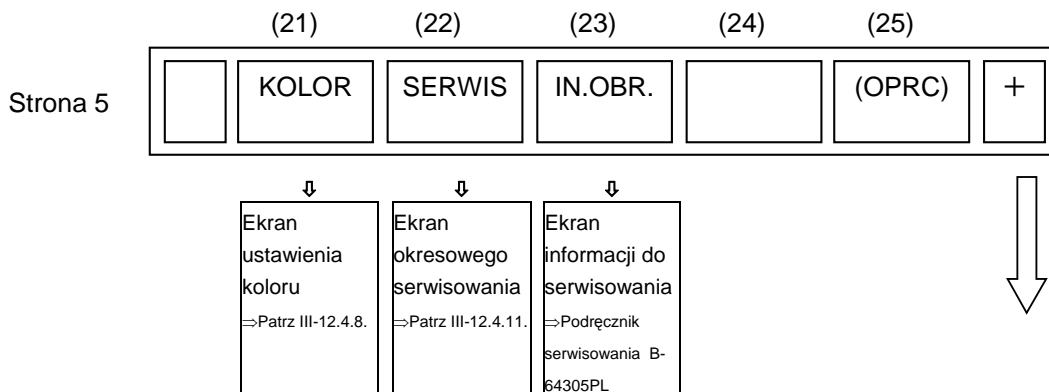 (21) (22) (23) (24) (25)
Strona 5
KOLOR SERWIS IN.OBR. (OPRC) +
Ekran
ustawienia
koloru
⇒Patrz III-12.4.8.
Ekran
okresowego
serwisowania
⇒Patrz III-12.4.11.
Ekran
informacji do
serwisowania
⇒Podręcznik
serwisowania B-
64305PL